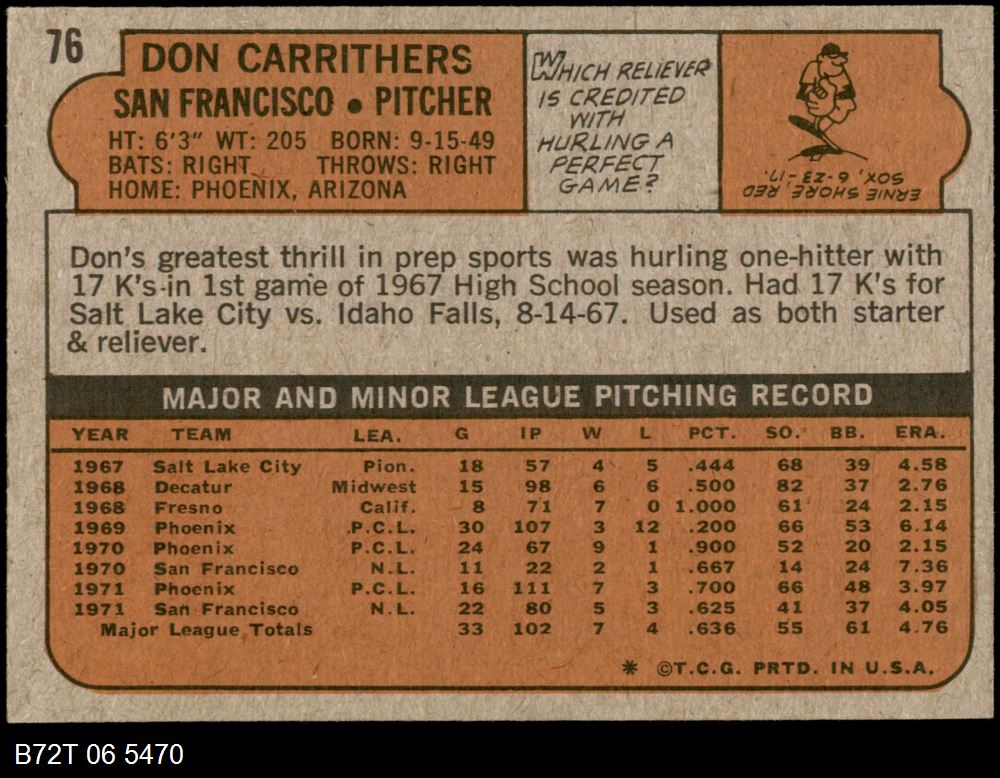 76
DON CARRITHERS
SAN FRANCISCO • PITCHER
HT: 6'3" WT: 205 BORN: 9-15-49
BATS: RIGHT THROWS: RIGHT
HOME: PHOENIX, ARIZONA
WHICH RELIEVER
IS CREDITED
WITH
HURLING A
PERFECT
GAME?
ERNIE SHORE, RED
SOX, 6-23-'17.
Don's greatest thrill in prep sports was hurling one-hitter with
17 K's in 1st game of 1967 High School season. Had 17 K's for
Salt Lake City vs. Idaho Falls, 8-14-67. Used as both starter
& reliever.
MAJOR AND MINOR LEAGUE PITCHING RECORD
YEAR TEAM LEA. G IP W L PCT. SO. BB. ERA.
1967 Salt Lake City Pion. 18 57 4 5 .444 68 39 4.58
1968 Decatur Midwest 15 98 6 6 .500 82 37 2.76
1968 Fresno Calif. 8 71 7 0 1.000 61 24 2.15
1969 Phoenix P.C.L. 30 107 3 12 .200 66 53 6.14
1970 Phoenix P.C.L. 24 67 9 1 .900 52 20 2.15
1970 San Francisco N.L. 11 22 2 1 .667 14 24 7.36
1971 Phoenix P.C.L. 16 111 7 3 .700 66 48 3.97
1971 San Francisco N.L. 22 80 5 3 .625 41 37 4.05
Major League Totals 33 102 7 4 .636 55 61 4.76
* ©T.C.G. PRTD. IN U.S.A.
B72T 06 5470